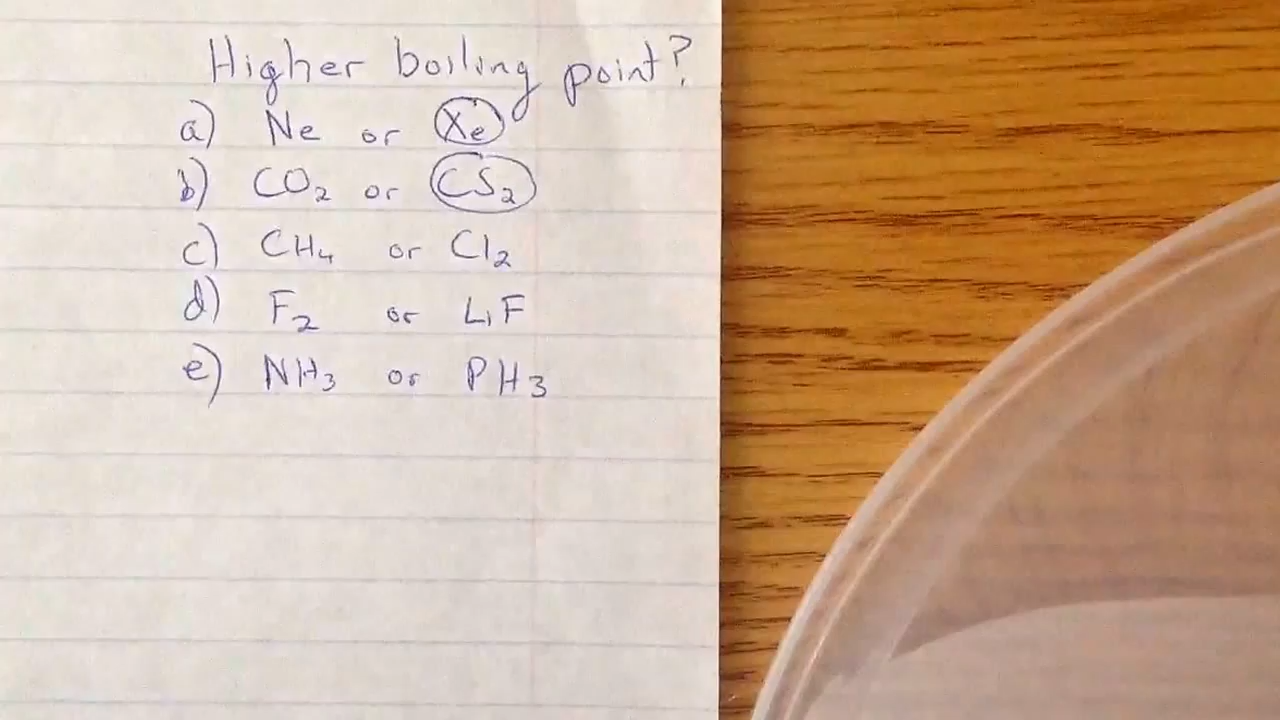 Higher boiling point?
a) Ne or Xe
b) CO₂ or CS₂
c) CH₄ or Cl₂
d) F₂ or LiF
e) NH₃ or PH₃